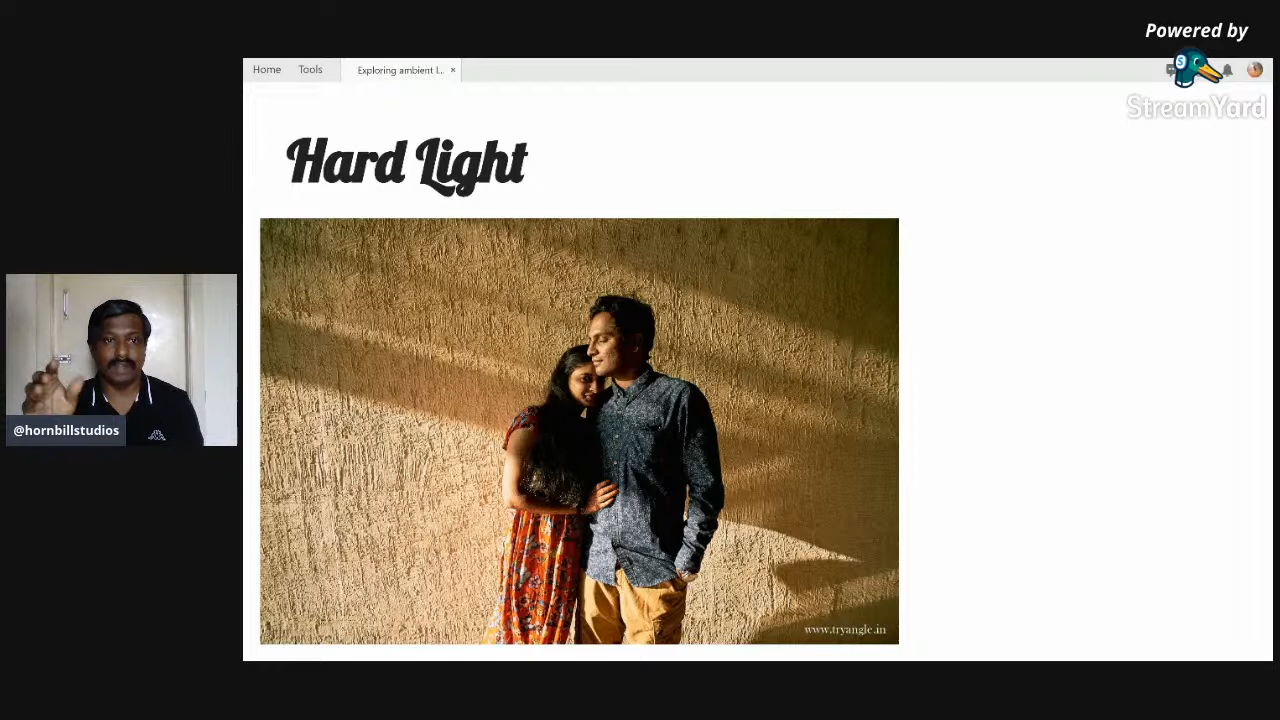 Powered by
StreamYard
Home Tools Exploring ambient l... ×
Hard Light
@hornbillstudios
www.tryangle.in